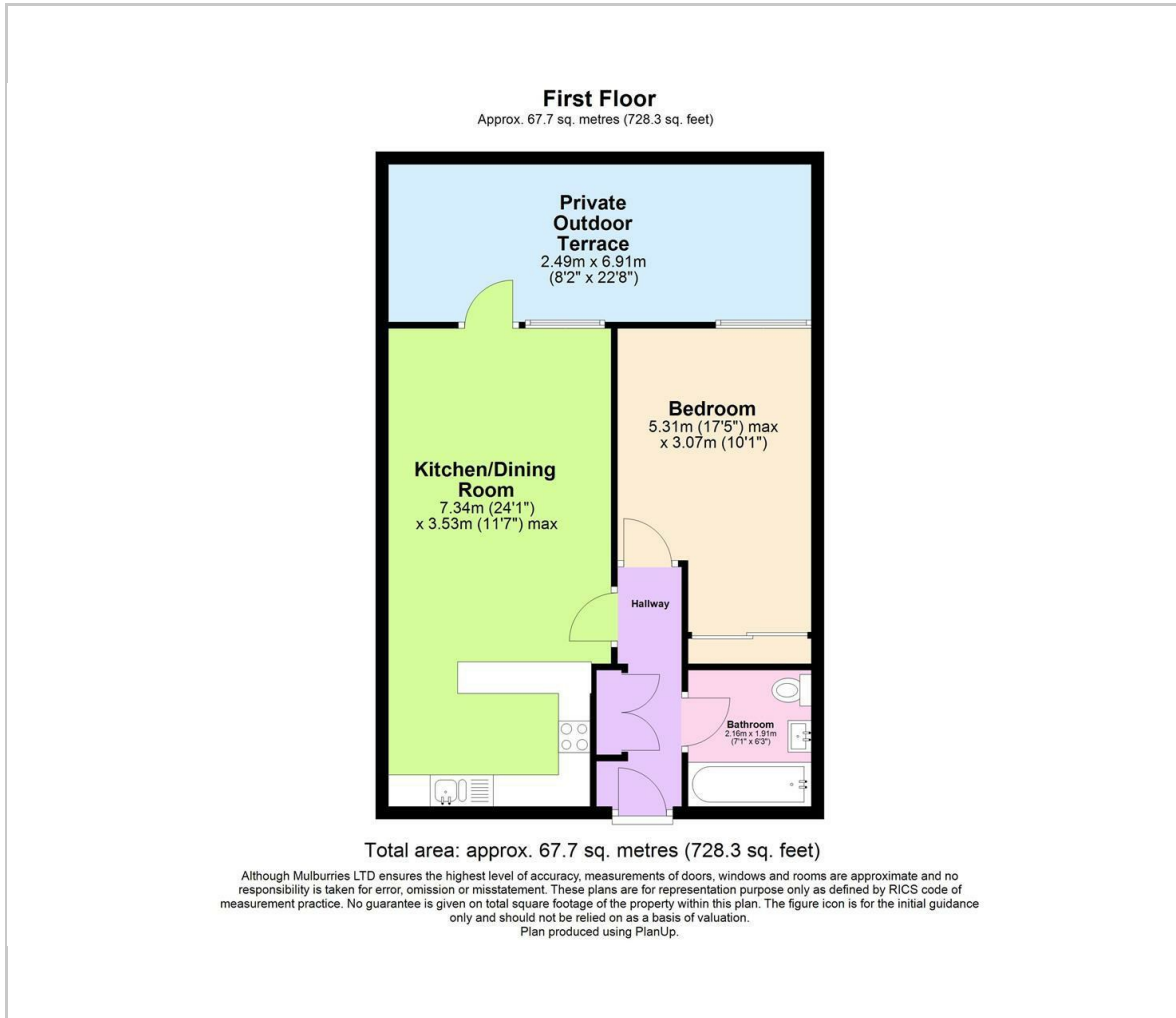 First Floor
Approx. 67.7 sq. metres (728.3 sq. feet)
Private
Outdoor
Terrace
2.49m x 6.91m
(8'2" x 22'8")
Bedroom
5.31m (17'5") max
x 3.07m (10'1")
Kitchen/Dining
Room
7.34m (24'1")
x 3.53m (11'7") max
Hallway
Bathroom
2.16m x 1.91m
(7'1" x 6'3")
Total area: approx. 67.7 sq. metres (728.3 sq. feet)
Although Mulburries LTD ensures the highest level of accuracy, measurements of doors, windows and rooms are approximate and no
responsibility is taken for error, omission or misstatement. These plans are for representation purpose only as defined by RICS code of
measurement practice. No guarantee is given on total square footage of the property within this plan. The figure icon is for the initial guidance
only and should not be relied on as a basis of valuation.
Plan produced using PlanUp.